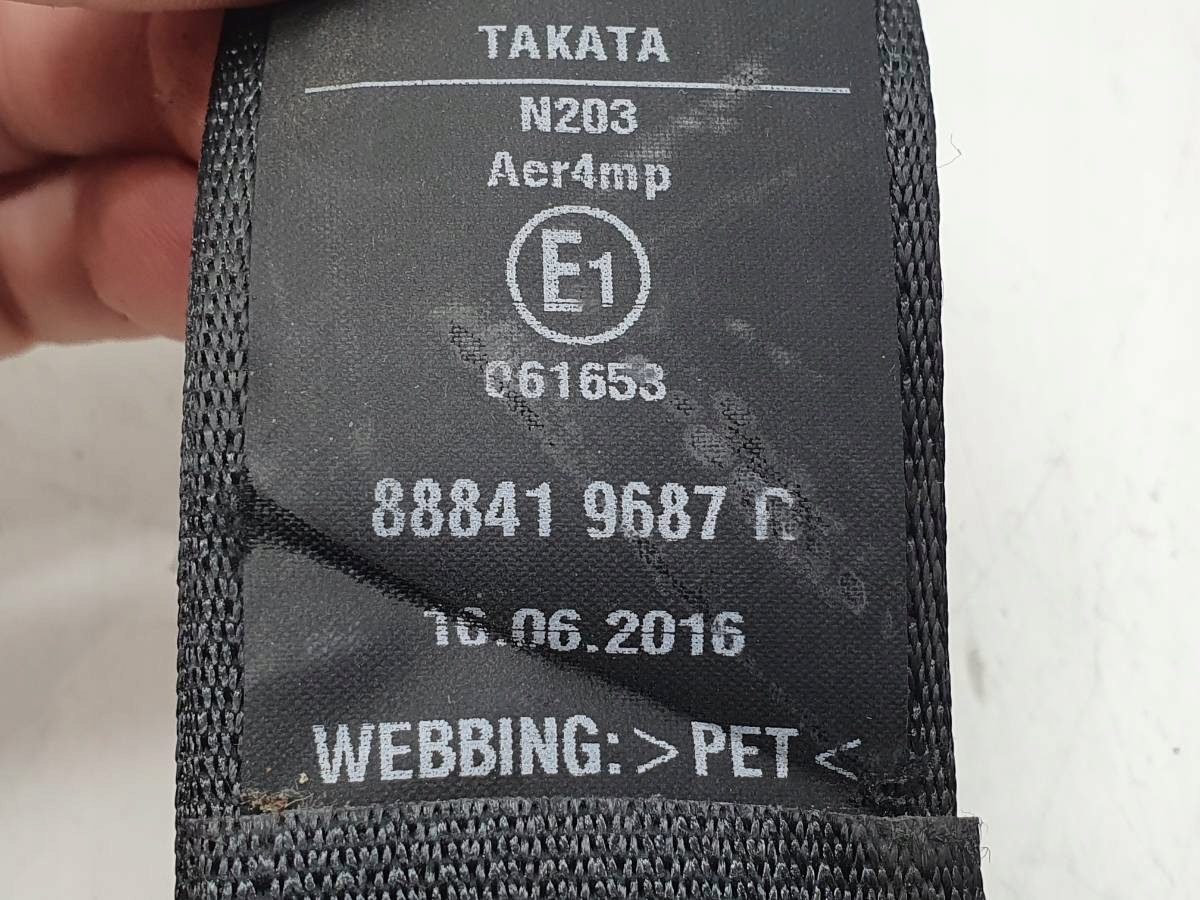 TAKATA
N203
Aer4mp
E1
061653
88841 9687
16.06.2016
WEBBING:>PET<